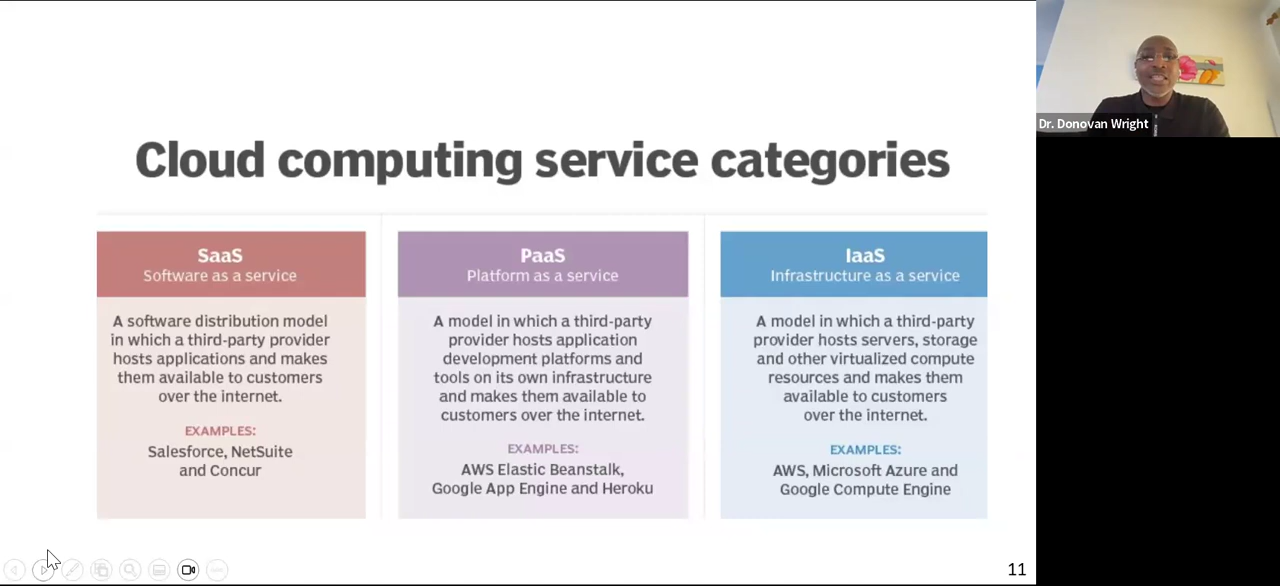 Cloud computing service categories
SaaS
Software as a service
A software distribution model
in which a third-party provider
hosts applications and makes
them available to customers
over the internet.
EXAMPLES:
Salesforce, NetSuite
and Concur
PaaS
Platform as a service
A model in which a third-party
provider hosts application
development platforms and
tools on its own infrastructure
and makes them available to
customers over the internet.
EXAMPLES:
AWS Elastic Beanstalk,
Google App Engine and Heroku
IaaS
Infrastructure as a service
A model in which a third-party
provider hosts servers, storage
and other virtualized compute
resources and makes them
available to customers
over the internet.
EXAMPLES:
AWS, Microsoft Azure and
Google Compute Engine
11
Dr. Donovan Wright